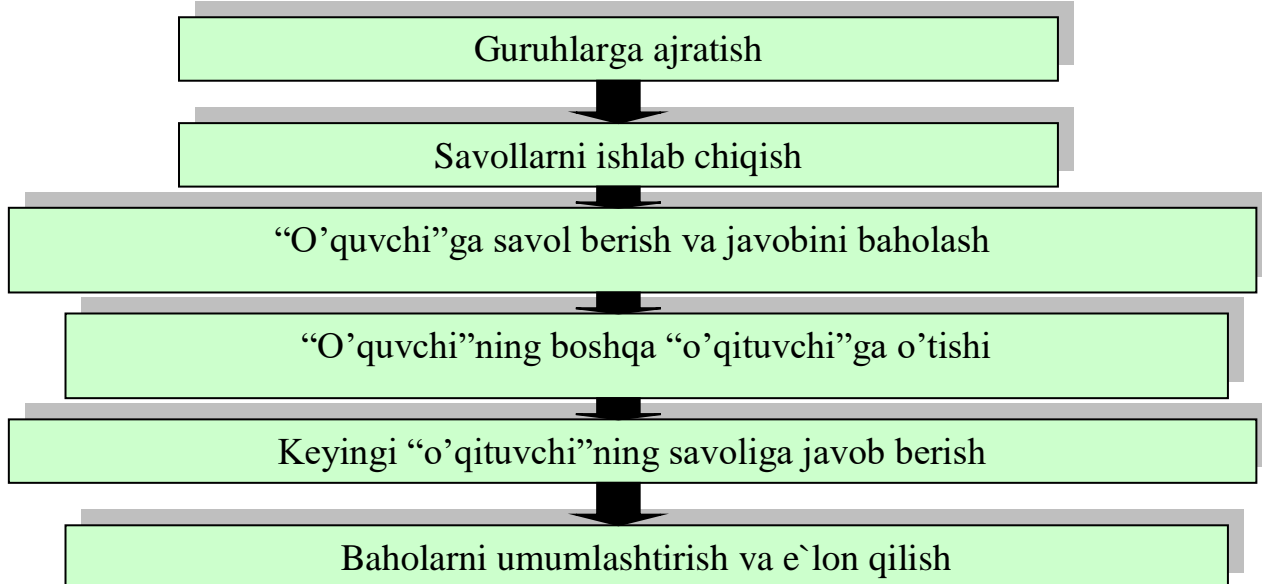 Guruhlarga ajratish
Savollarni ishlab chiqish
“O’quvchi”ga savol berish va javobini baholash
“O’quvchi”ning boshqa “o’qituvchi”ga o’tishi
Keyingi “o’qituvchi”ning savoliga javob berish
Baholarni umumlashtirish va e`lon qilish